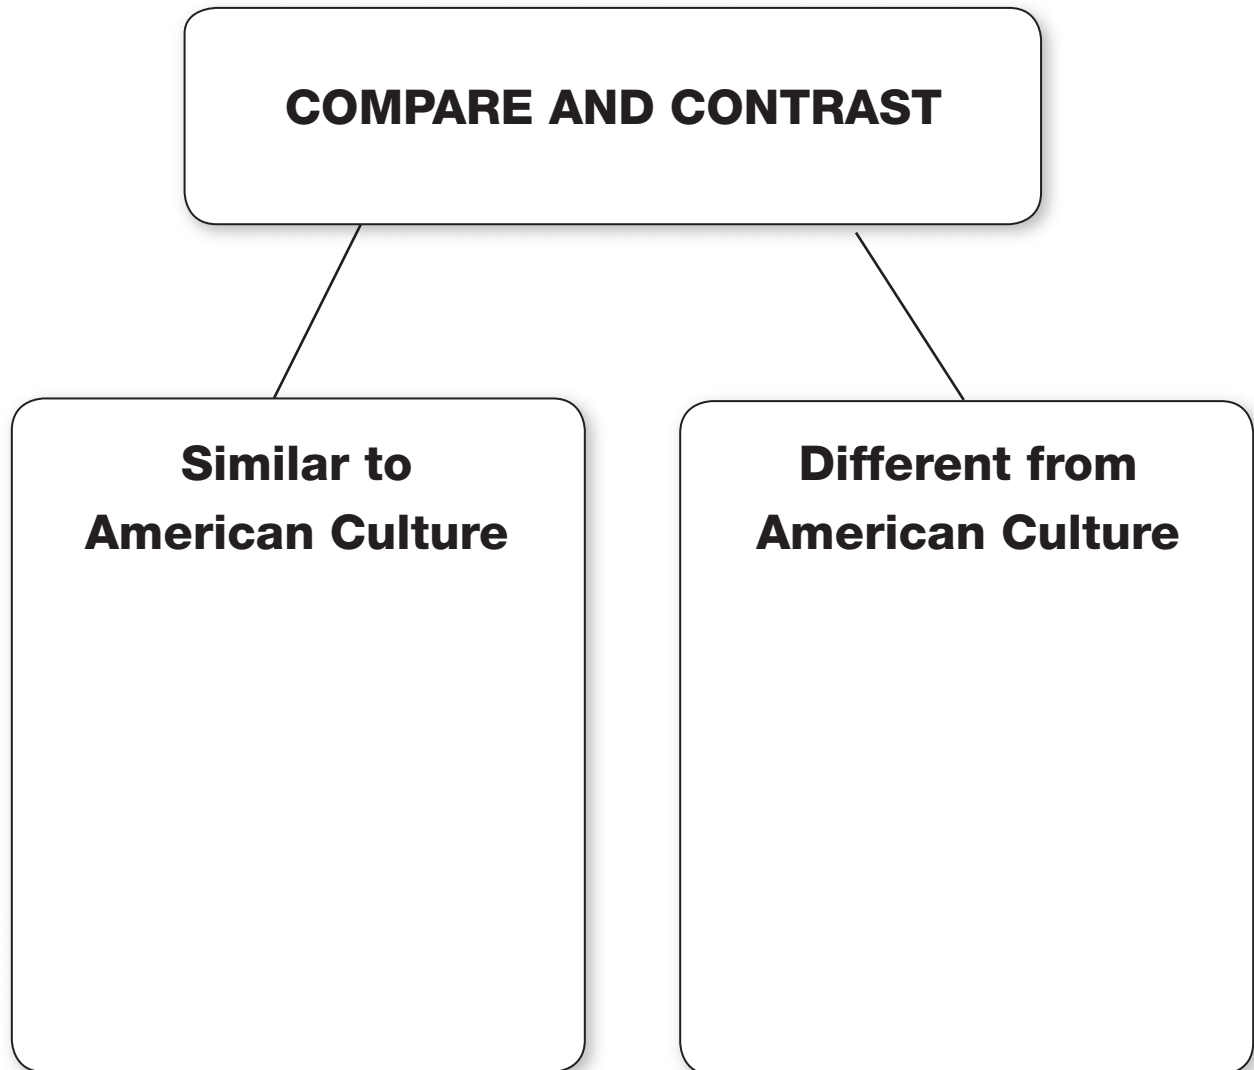 COMPARE AND CONTRAST
Similar to
American Culture
Different from
American Culture